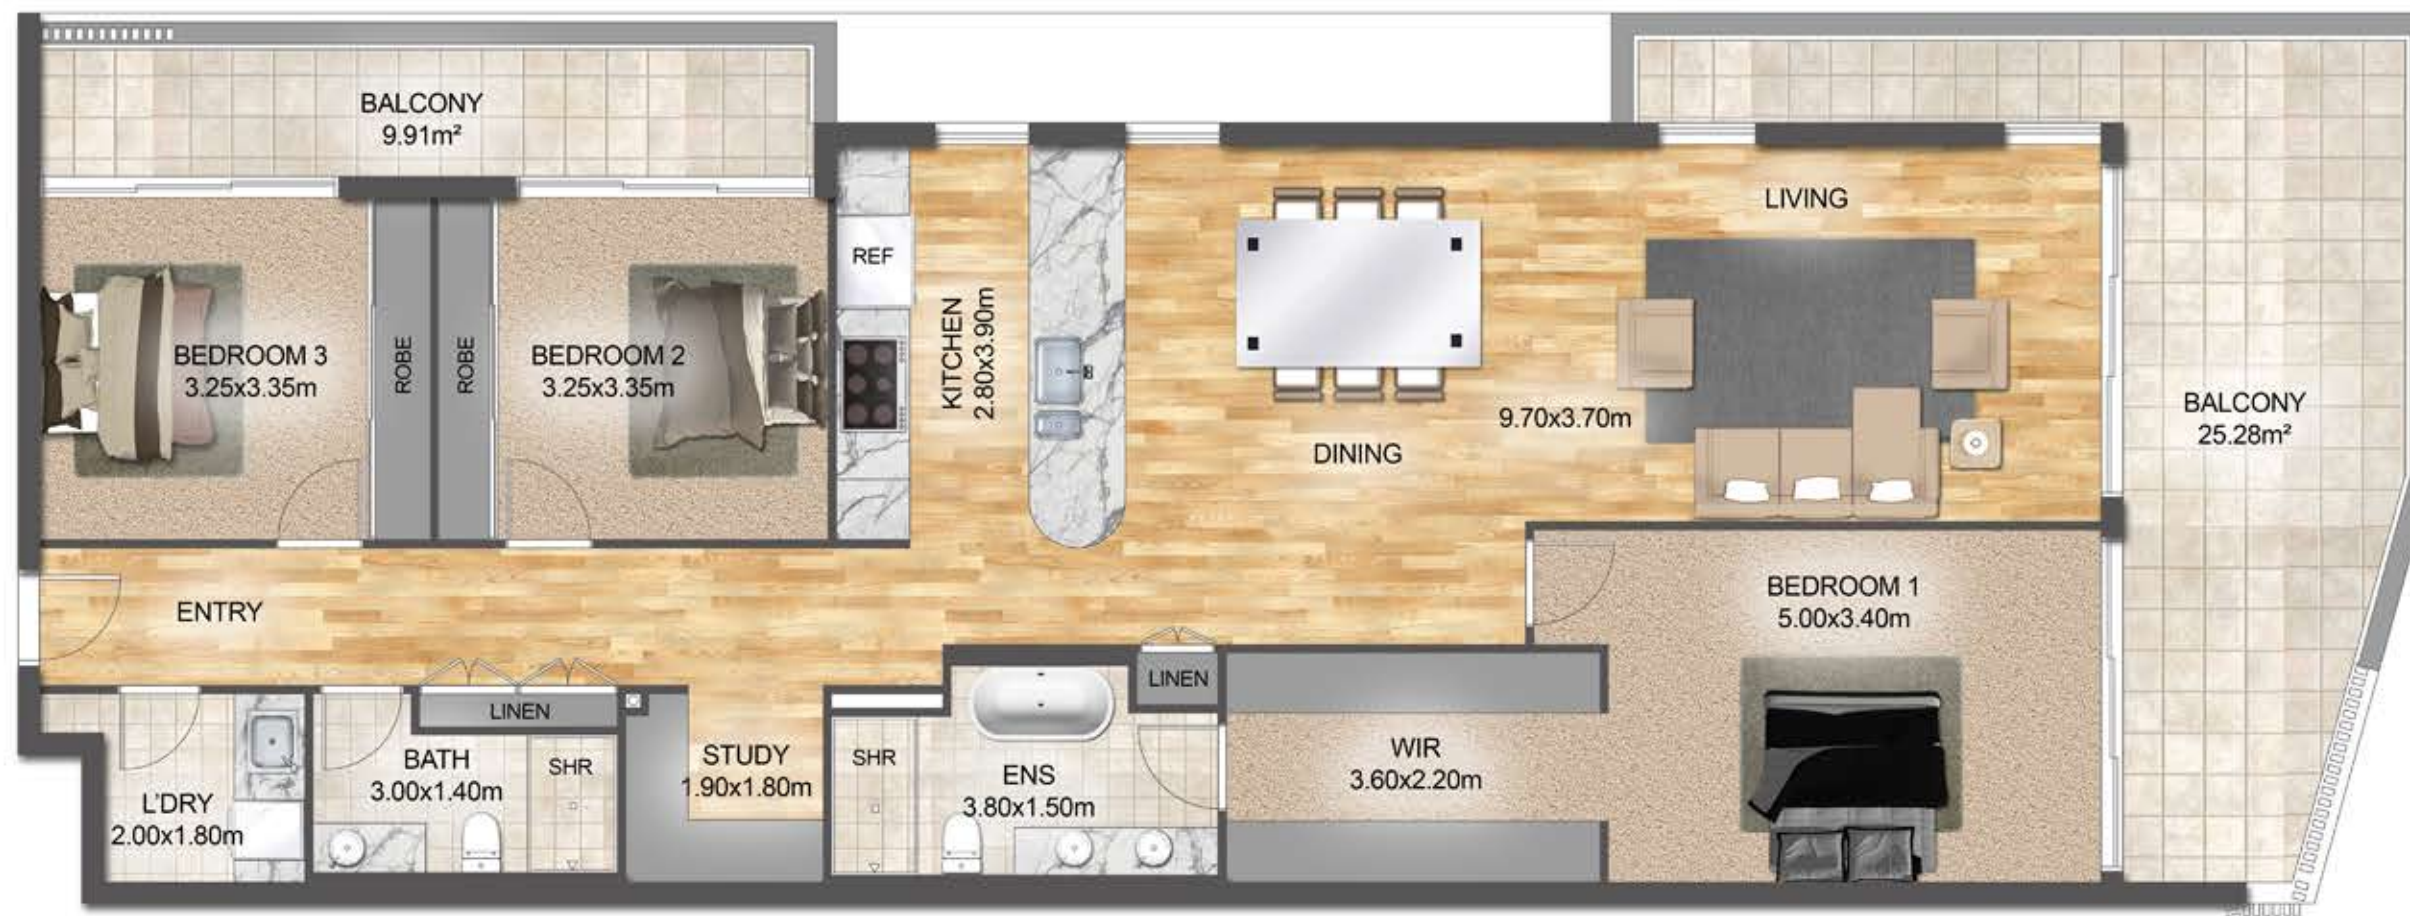 BALCONY
9.91m²
LIVING
REF
KITCHEN
2.80x3.90m
BEDROOM 3
3.25x3.35m
ROBE
ROBE
BEDROOM 2
3.25x3.35m
9.70x3.70m
DINING
BALCONY
25.28m²
ENTRY
BEDROOM 1
5.00x3.40m
LINEN
LINEN
L'DRY
2.00x1.80m
BATH
3.00x1.40m
SHR
STUDY
1.90x1.80m
SHR
ENS
3.80x1.50m
WIR
3.60x2.20m